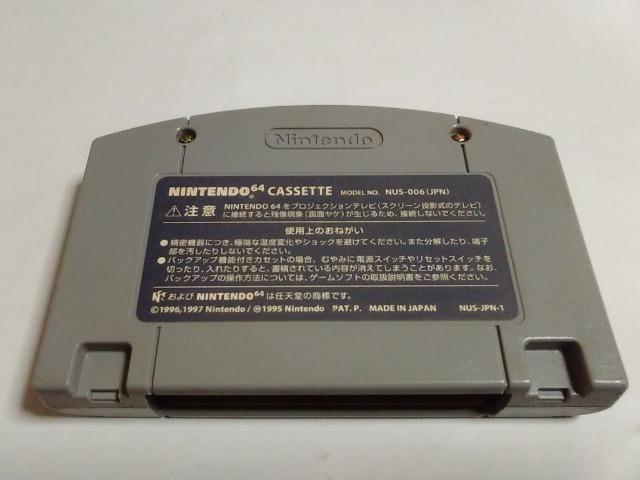 Nintendo
NINTENDO64 CASSETTE MODEL NO. NUS-006(JPN)
⚠注意 NINTENDO 64をプロジェクションテレビ(スクリーン投影式のテレビ)
に接続すると残像現象(画面ヤケ)が生じるため、接続しないでください。
使用上のおねがい
●精密機器につき、極端な温度変化やショックを避けてください。また分解したり、端子
部を汚したりしないでください。
●バックアップ機能付きカセットの場合、むやみに電源スイッチやリセットスイッチを
切ったり、入れたりすると、蓄積されている内容が消えてしまうことがあります。なお、
バックアップの操作方法については、ゲームソフトの取扱説明書をご参照ください。
および NINTENDO64 は任天堂の商標です。
©1996,1997 Nintendo/Ⓜ1995 Nintendo PAT. P. MADE IN JAPAN NUS-JPN-1